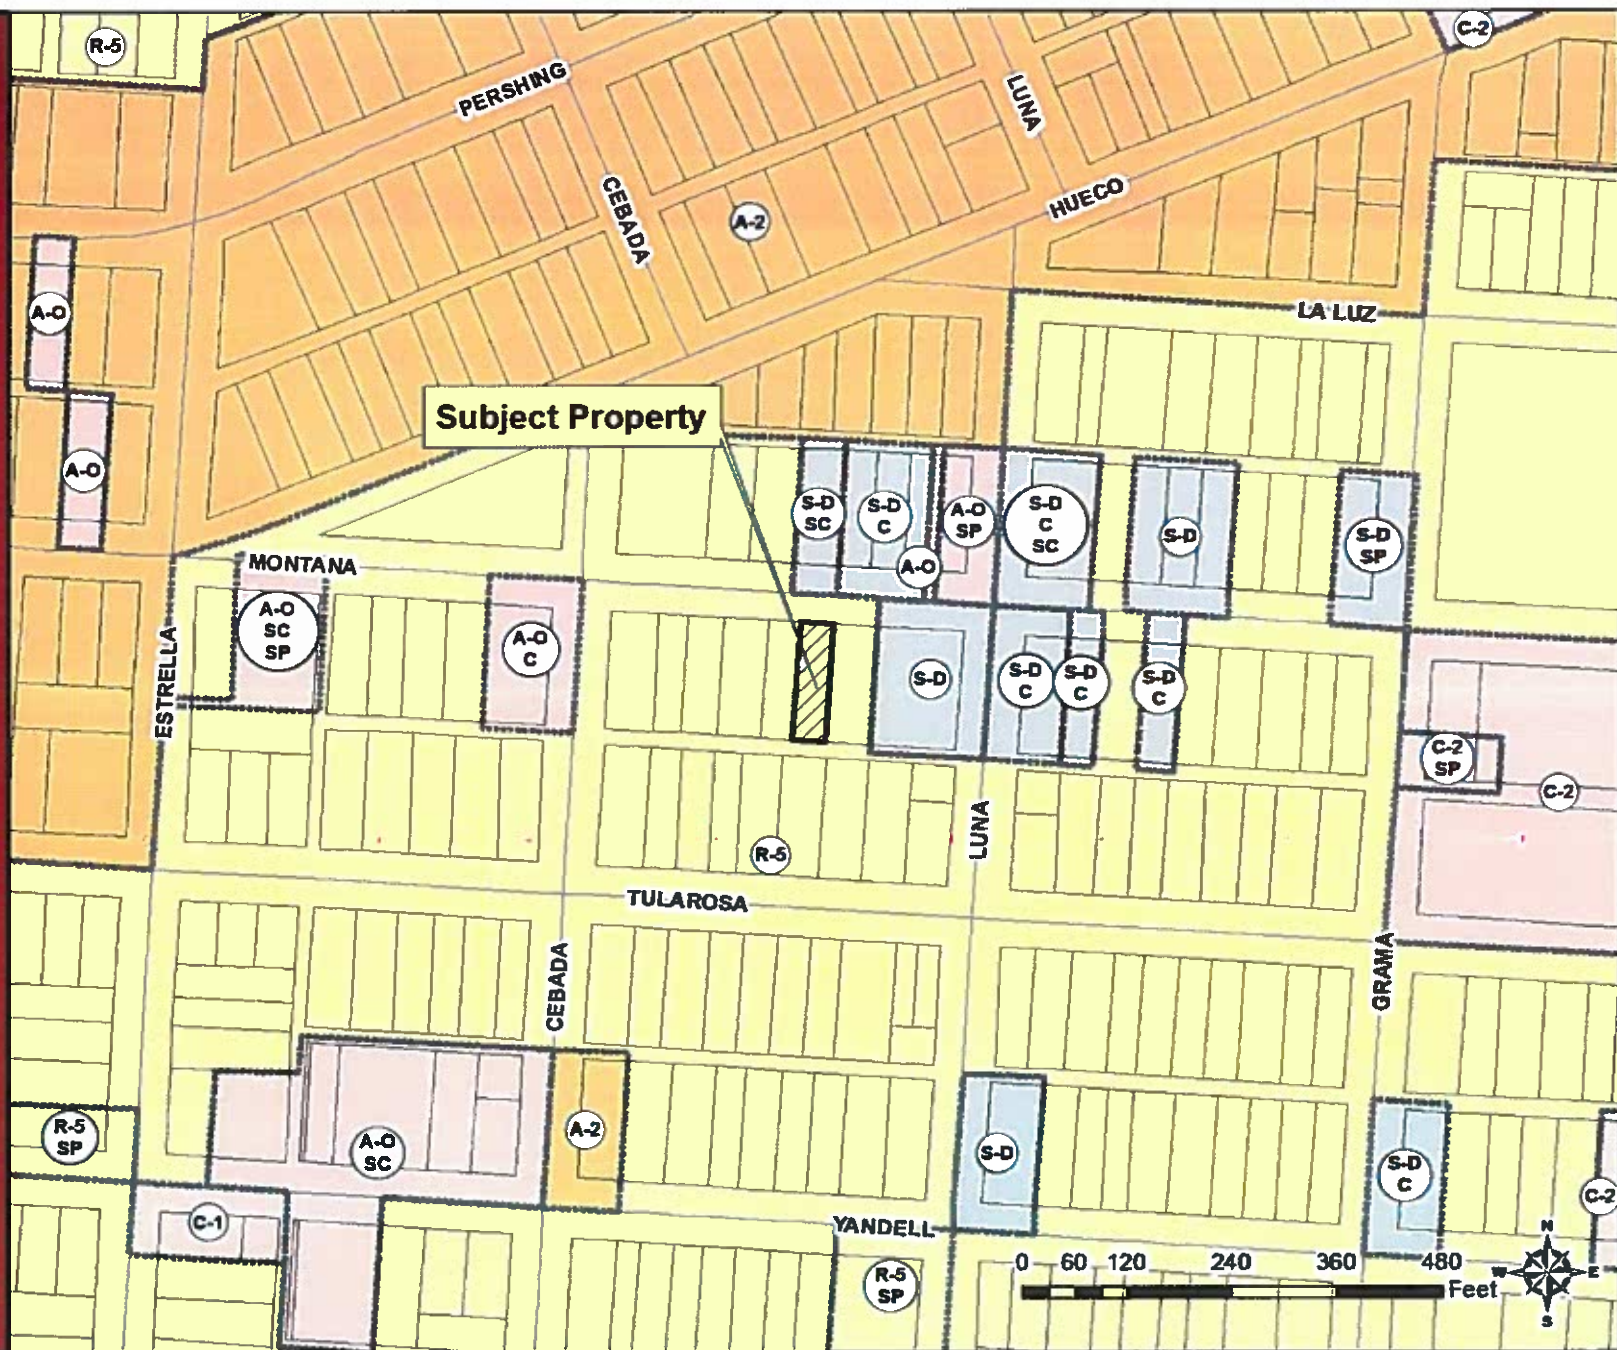 R-5
C-2
PERSHING
LUNA
CEBADA
A-2
HUECO
A-O
LA LUZ
Subject Property
A-O
S-D
SC
S-D
C
A-O
SP
S-D
C
SC
S-D
S-D
SP
A-O
MONTANA
A-O
SC
SP
A-O
C
ESTRELLA
S-D
S-D
C
S-D
C
S-D
C
C-2
SP
C-2
LUNA
R-5
TULAROSA
CEBADA
GRAMA
R-5
SP
A-O
SC
A-2
S-D
S-D
C
C-2
C-1
YANDELL
R-5
SP
0 60 120 240 360 480
Feet
N
W
E
S